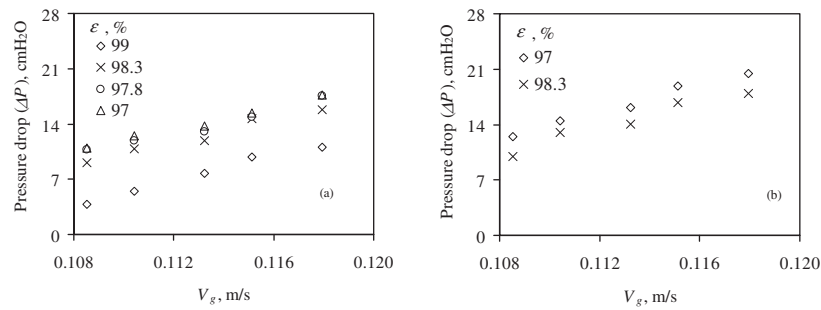 Pressure drop (ΔP), cmH2O
28
21
14
7
0
ε , %
99
98.3
97.8
97
(a)
0.108 0.112 0.116 0.120
Vg, m/s
Pressure drop (ΔP), cmH2O
28
21
14
7
0
ε , %
97
98.3
(b)
0.108 0.112 0.116 0.120
Vg, m/s